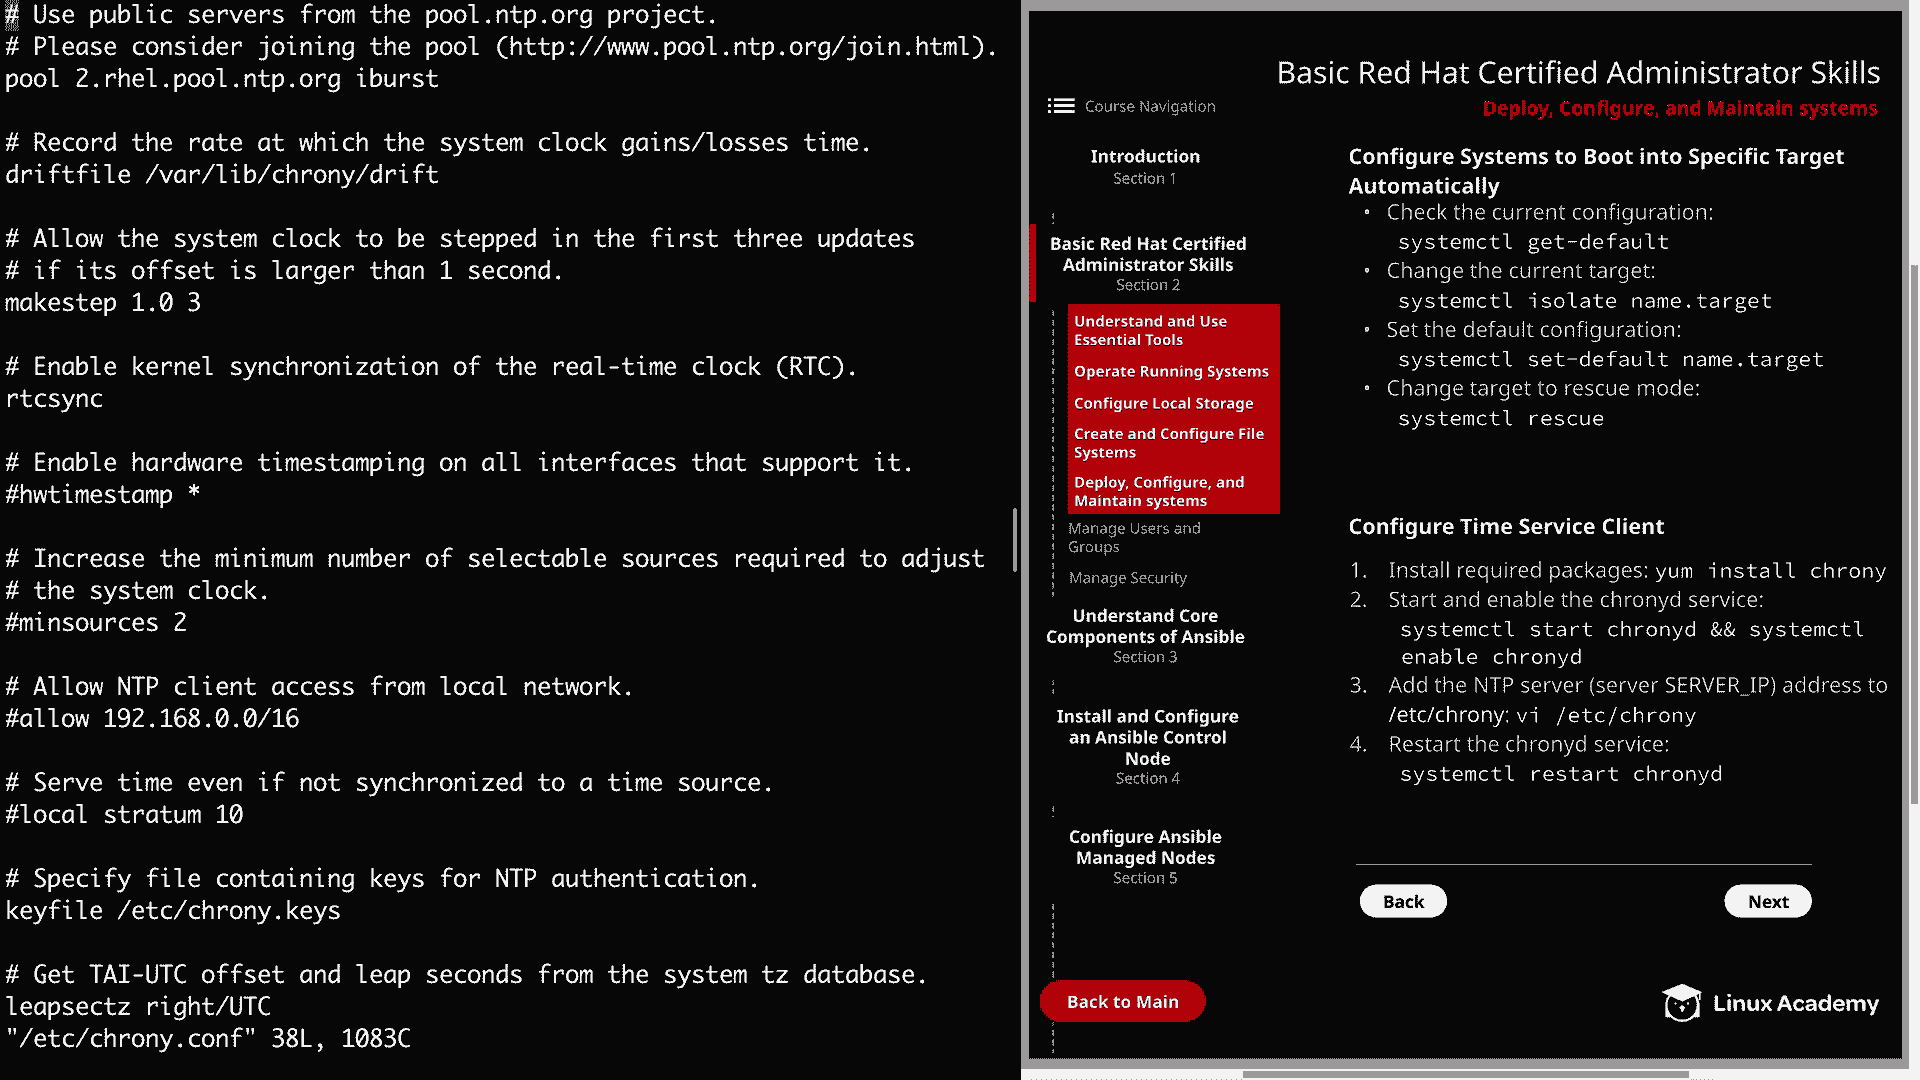 # Use public servers from the pool.ntp.org project.
# Please consider joining the pool (http://www.pool.ntp.org/join.html).
pool 2.rhel.pool.ntp.org iburst
# Record the rate at which the system clock gains/losses time.
driftfile /var/lib/chrony/drift
# Allow the system clock to be stepped in the first three updates
# if its offset is larger than 1 second.
makestep 1.0 3
# Enable kernel synchronization of the real-time clock (RTC).
rtcsync
# Enable hardware timestamping on all interfaces that support it.
#hwtimestamp *
# Increase the minimum number of selectable sources required to adjust
# the system clock.
#minsources 2
# Allow NTP client access from local network.
#allow 192.168.0.0/16
# Serve time even if not synchronized to a time source.
#local stratum 10
# Specify file containing keys for NTP authentication.
keyfile /etc/chrony.keys
# Get TAI-UTC offset and leap seconds from the system tz database.
leapsectz right/UTC
"/etc/chrony.conf" 38L, 1083C
Basic Red Hat Certified Administrator Skills
Deploy, Configure, and Maintain systems
Course Navigation
Introduction
Section 1
Basic Red Hat Certified
Administrator Skills
Section 2
Understand and Use
Essential Tools
Operate Running Systems
Configure Local Storage
Create and Configure File
Systems
Deploy, Configure, and
Maintain systems
Manage Users and
Groups
Manage Security
Understand Core
Components of Ansible
Section 3
Install and Configure
an Ansible Control
Node
Section 4
Configure Ansible
Managed Nodes
Section 5
Back to Main
Configure Systems to Boot into Specific Target
Automatically
• Check the current configuration:
systemctl get-default
• Change the current target:
systemctl isolate name.target
• Set the default configuration:
systemctl set-default name.target
• Change target to rescue mode:
systemctl rescue
Configure Time Service Client
1. Install required packages: yum install chrony
2. Start and enable the chronyd service:
systemctl start chronyd && systemctl
enable chronyd
3. Add the NTP server (server SERVER_IP) address to
/etc/chrony: vi /etc/chrony
4. Restart the chronyd service:
systemctl restart chronyd
Back
Next
Linux Academy